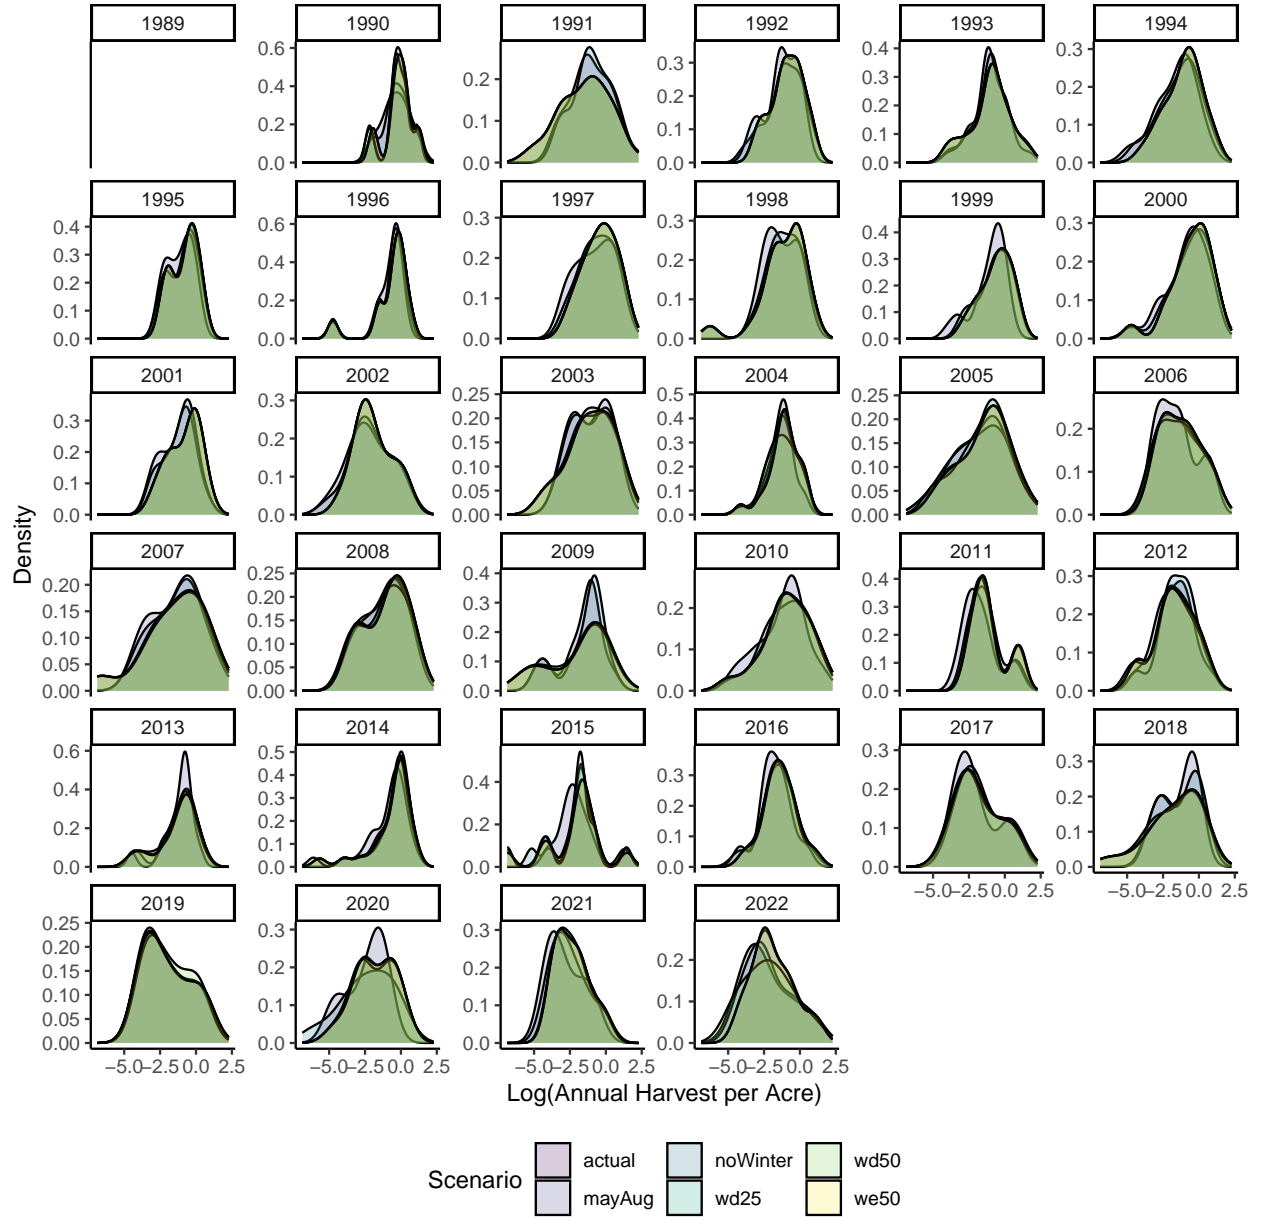 1989 1990 1991 1992 1993 1994
0.6 0.4 0.2 0.0
0.2 0.1 0.0
0.3 0.2 0.1 0.0
0.4 0.3 0.2 0.1 0.0
0.3 0.2 0.1 0.0
1995 1996 1997 1998 1999 2000
0.4 0.3 0.2 0.1 0.0
0.6 0.4 0.2 0.0
0.3 0.2 0.1 0.0
0.3 0.2 0.1 0.0
0.4 0.3 0.2 0.1 0.0
0.3 0.2 0.1 0.0
2001 2002 2003 2004 2005 2006
0.3 0.2 0.1 0.0
0.3 0.2 0.1 0.0
0.25 0.20 0.15 0.10 0.05 0.00
0.5 0.4 0.3 0.2 0.1 0.0
0.25 0.20 0.15 0.10 0.05 0.00
0.2 0.1 0.0
Density
2007 2008 2009 2010 2011 2012
0.20 0.15 0.10 0.05 0.00
0.25 0.20 0.15 0.10 0.05 0.00
0.4 0.3 0.2 0.1 0.0
0.2 0.1 0.0
0.4 0.3 0.2 0.1 0.0
0.3 0.2 0.1 0.0
2013 2014 2015 2016 2017 2018
0.6 0.4 0.2 0.0
0.5 0.4 0.3 0.2 0.1 0.0
0.4 0.2 0.0
0.3 0.2 0.1 0.0
0.3 0.2 0.1 0.0
0.3 0.2 0.1 0.0
−5.0 −2.5 0.0 2.5 −5.0 −2.5 0.0 2.5
2019 2020 2021 2022
0.25 0.20 0.15 0.10 0.05 0.00
0.3 0.2 0.1 0.0
0.3 0.2 0.1 0.0
0.2 0.1 0.0
−5.0 −2.5 0.0 2.5 −5.0 −2.5 0.0 2.5 −5.0 −2.5 0.0 2.5 −5.0 −2.5 0.0 2.5
Log(Annual Harvest per Acre)
Scenario
actual noWinter wd50
mayAug wd25 we50